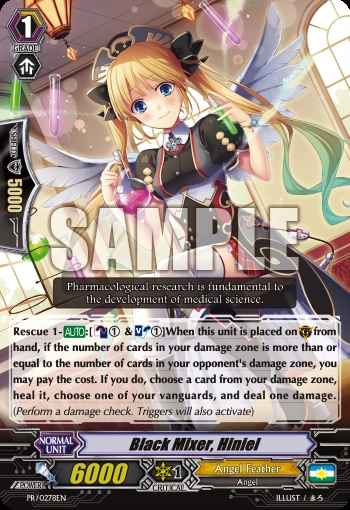 1
GRADE
5000
SAMPLE
Pharmacological research is fundamental to
the development of medical science.
Rescue 1-AUTO:[ ① & V①]When this unit is placed on from
hand, if the number of cards in your damage zone is more than or
equal to the number of cards in your opponent's damage zone, you
may pay the cost. If you do, choose a card from your damage zone,
heal it, choose one of your vanguards, and deal one damage.
(Perform a damage check. Triggers will also activate)
NORMAL
UNIT
Black Mixer, Hiniel
POWER
6000
1
CRITICAL
Angel Feather
Angel
PR/0278EN
ILLUST / よろ